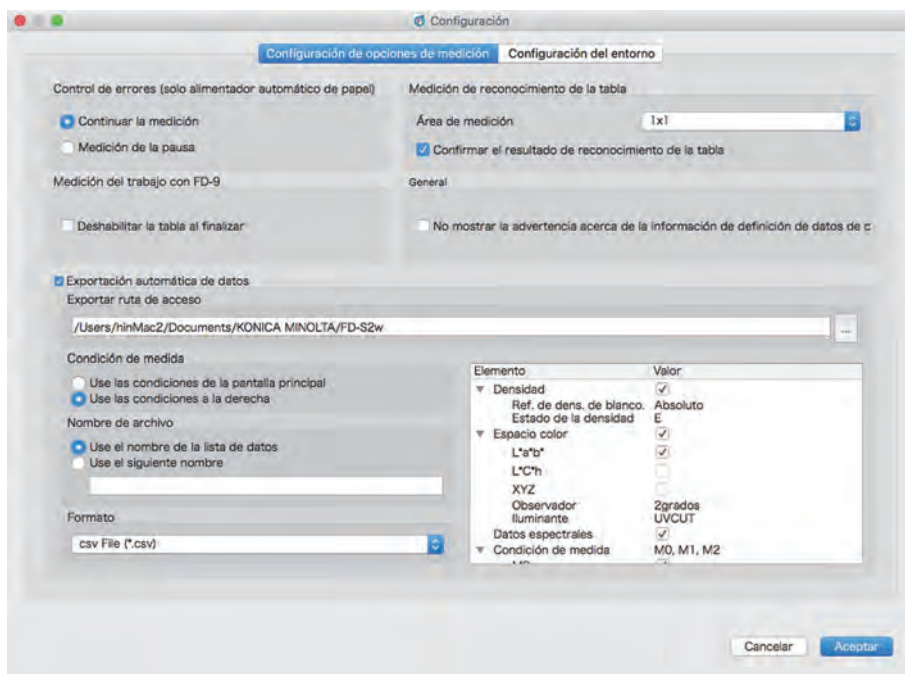 Configuración
Configuración de opciones de medición Configuración del entorno
Control de errores (solo alimentador automático de papel)
Continuar la medición
Medición de la pausa
Medición de reconocimiento de la tabla
Área de medición 1x1
Confirmar el resultado de reconocimiento de la tabla
Medición del trabajo con FD-9
Deshabilitar la tabla al finalizar
General
No mostrar la advertencia acerca de la información de definición de datos de c
Exportación automática de datos
Exportar ruta de acceso
/Users/hinMac2/Documents/KONICA MINOLTA/FD-S2w ...
Condición de medida
Use las condiciones de la pantalla principal
Use las condiciones a la derecha
Nombre de archivo
Use el nombre de la lista de datos
Use el siguiente nombre
Formato
csv File (*.csv)
Elemento Valor
Densidad
Ref. de dens. de blanco. Absoluto
Estado de la densidad E
Espacio color
L*a*b*
L*C*h
XYZ
Observador 2grados
Iluminante UVCUT
Datos espectrales
Condición de medida M0, M1, M2
Cancelar Aceptar